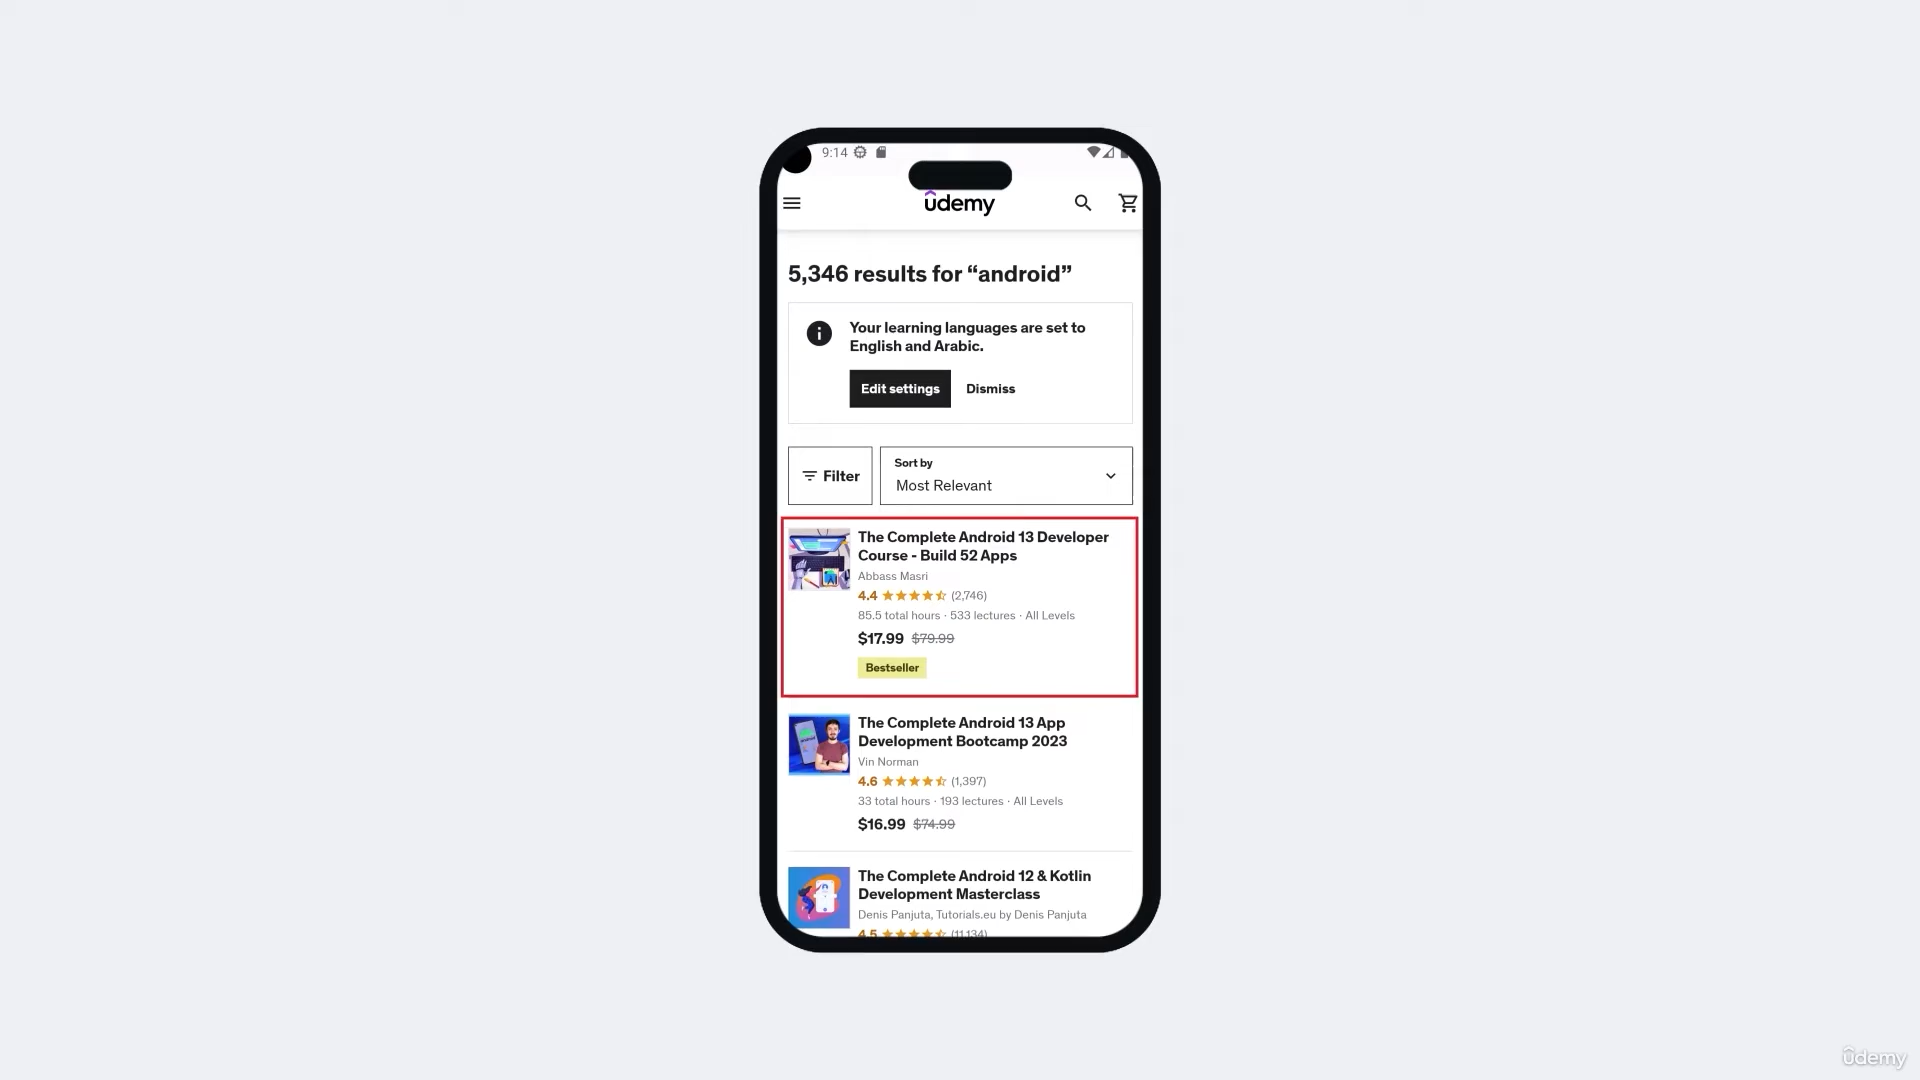 9:14
udemy
5,346 results for “android”
Your learning languages are set to
English and Arabic.
Edit settings
Dismiss
Filter
Sort by
Most Relevant
The Complete Android 13 Developer
Course - Build 52 Apps
Abbass Masri
4.4 (2,746)
85.5 total hours · 533 lectures · All Levels
$17.99 $79.99
Bestseller
The Complete Android 13 App
Development Bootcamp 2023
Vin Norman
4.6 (1,397)
33 total hours · 193 lectures · All Levels
$16.99 $74.99
The Complete Android 12 & Kotlin
Development Masterclass
Denis Panjuta, Tutorials.eu by Denis Panjuta
4.5 (11,134)
udemy